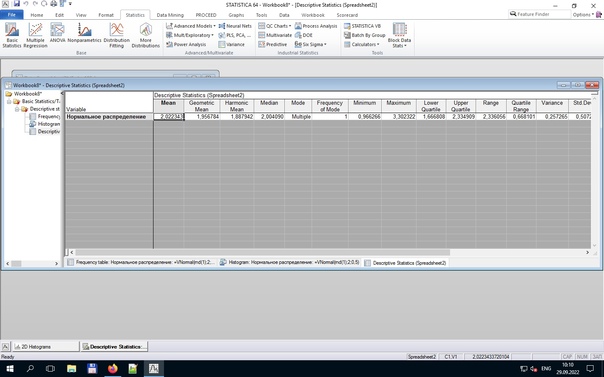 STATISTICA 64 - Workbook8* - [Descriptive Statistics (Spreadsheet2)]
File Home Edit View Format Statistics Data Mining PROCEED Graphs Tools Data Workbook Scorecard Feature Finder Options
Basic Statistics Multiple Regression ANOVA Nonparametrics Distribution Fitting More Distributions
Advanced Models Neural Nets QC Charts Process Analysis STATISTICA VB
Mult/Exploratory PLS, PCA, ... Multivariate DOE Batch By Group Block Data Stats
Power Analysis Variance Predictive Six Sigma Calculators
Base Advanced/Multivariate Industrial Statistics Tools
Workbook8* - Descriptive Statistics (Spreadsheet2)
Workbook8*
Basic Statistics/T
Descriptive st
Frequency
Histogram
Descriptiv
Descriptive Statistics (Spreadsheet2)
Variable Mean Geometric Mean Harmonic Mean Median Mode Frequency of Mode Minimum Maximum Lower Quartile Upper Quartile Range Quartile Range Variance Std.De
Нормальное распределение 2,022343 1,956784 1,887942 2,004090 Multiple 1 0,966266 3,302322 1,666808 2,334909 2,336056 0,668101 0,257265 0,5072
Frequency table: Нормальное распределение: =VNormal(rnd(1);2... Histogram: Нормальное распределение: =VNormal(rnd(1);2;0,5) Descriptive Statistics (Spreadsheet2)
2D Histograms Descriptive Statistics:...
Ready Spreadsheet2 C1,V1 2,0223433720104 CAP NUM
ENG 10:10
29.09.2022